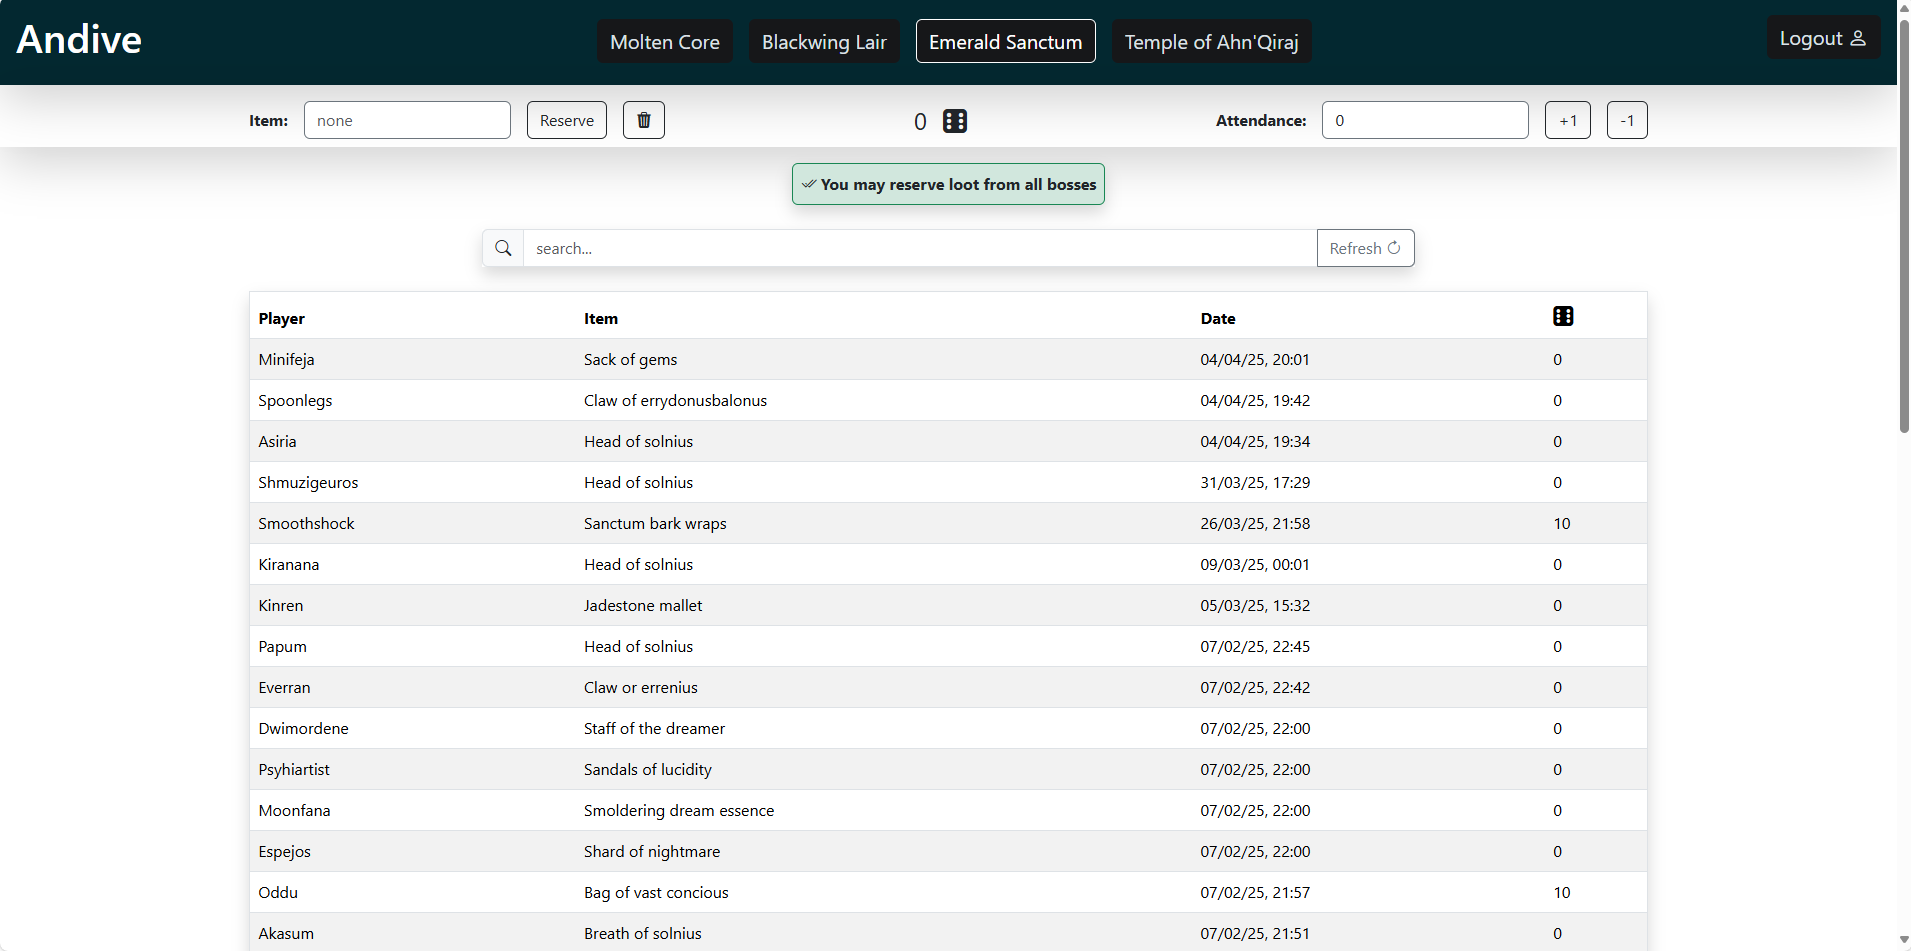 Andive
Molten Core
Blackwing Lair
Emerald Sanctum
Temple of Ahn'Qiraj
Logout
Item: none Reserve 0 Attendance: 0 +1 -1
You may reserve loot from all bosses
search... Refresh
Player Item Date
Minifeja Sack of gems 04/04/25, 20:01 0
Spoonlegs Claw of errydonusbalonus 04/04/25, 19:42 0
Asiria Head of solnius 04/04/25, 19:34 0
Shmuzigeuros Head of solnius 31/03/25, 17:29 0
Smoothshock Sanctum bark wraps 26/03/25, 21:58 10
Kiranana Head of solnius 09/03/25, 00:01 0
Kinren Jadestone mallet 05/03/25, 15:32 0
Papum Head of solnius 07/02/25, 22:45 0
Everran Claw or errenius 07/02/25, 22:42 0
Dwimordene Staff of the dreamer 07/02/25, 22:00 0
Psyhiartist Sandals of lucidity 07/02/25, 22:00 0
Moonfana Smoldering dream essence 07/02/25, 22:00 0
Espejos Shard of nightmare 07/02/25, 22:00 0
Oddu Bag of vast concious 07/02/25, 21:57 10
Akasum Breath of solnius 07/02/25, 21:51 0